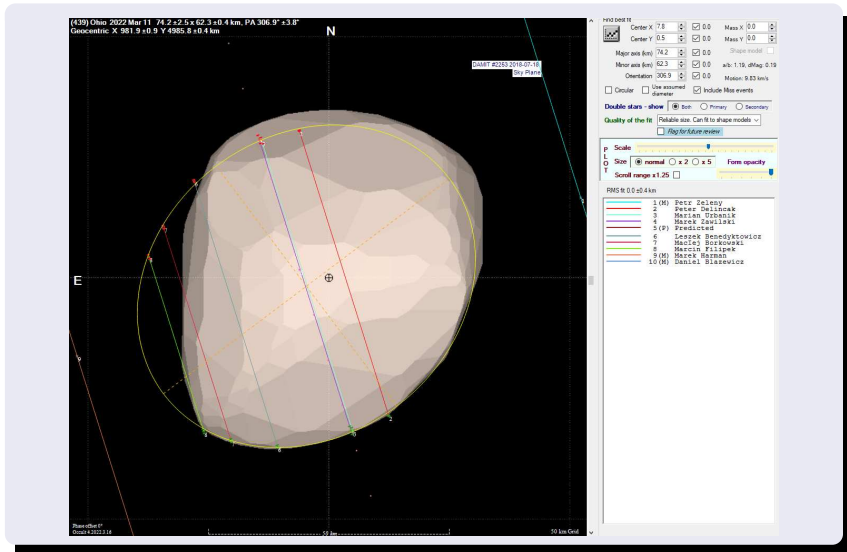 (439) Ohio 2022 Mar 11 74.2 ±2.5 x 62.3 ±0.4 km, PA 306.9° ±3.8°
Geocentric X 981.9 ±0.9 Y 4985.8 ±0.4 km
N
DAMIT #2253 2018-07-18,
Sky Plane
E
Phase offset 0°
Occult 4.2022.3.16
50 km
50 km Grid
Find best fit
Center X 7.8 0.0 Mass X 0.0
Center Y 0.5 0.0 Mass Y 0.0
Major axis (km) 74.2 0.0 Shape model
Minor axis (km) 62.3 0.0 a/b: 1.19, dMag: 0.19
Orientation 306.9 0.0 Motion: 9.83 km/s
Circular Use assumed diameter Include Miss events
Double stars - show Both Primary Secondary
Quality of the fit Reliable size. Can fit to shape models
Flag for future review
PLOT
Scale
Size normal x 2 x 5 Form opacity
Scroll range x1.25
RMS fit 0.0 ±0.4 km
1 (M) Petr Zeleny
2 Peter Delincak
3 Marian Urbanik
4 Marek Zawilski
5 (P) Predicted
6 Leszek Benedyktowicz
7 Maciej Borkowski
8 Marcin Filipek
9 (M) Marek Harman
10 (M) Daniel Blazewicz